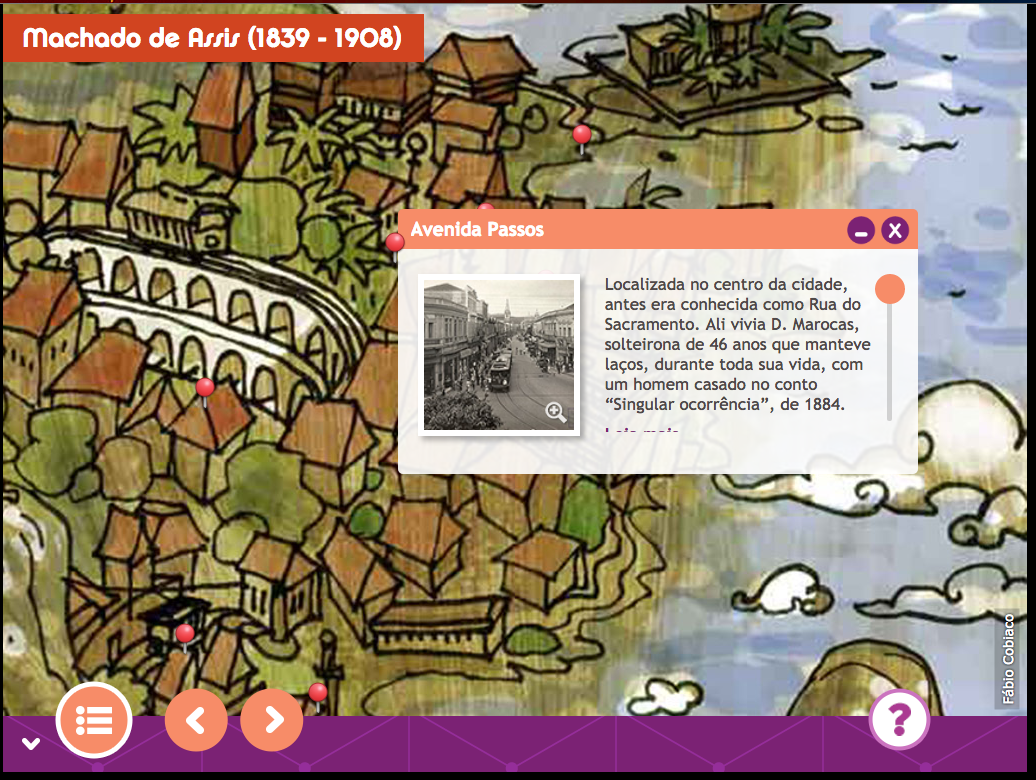 Machado de Assis (1839 - 1908)
Avenida Passos
Localizada no centro da cidade,
antes era conhecida como Rua do
Sacramento. Ali vivia D. Marocas,
solteirona de 46 anos que manteve
laços, durante toda sua vida, com
um homem casado no conto
“Singular ocorrência”, de 1884.
Leia mais
Fábio Cobiaco
?